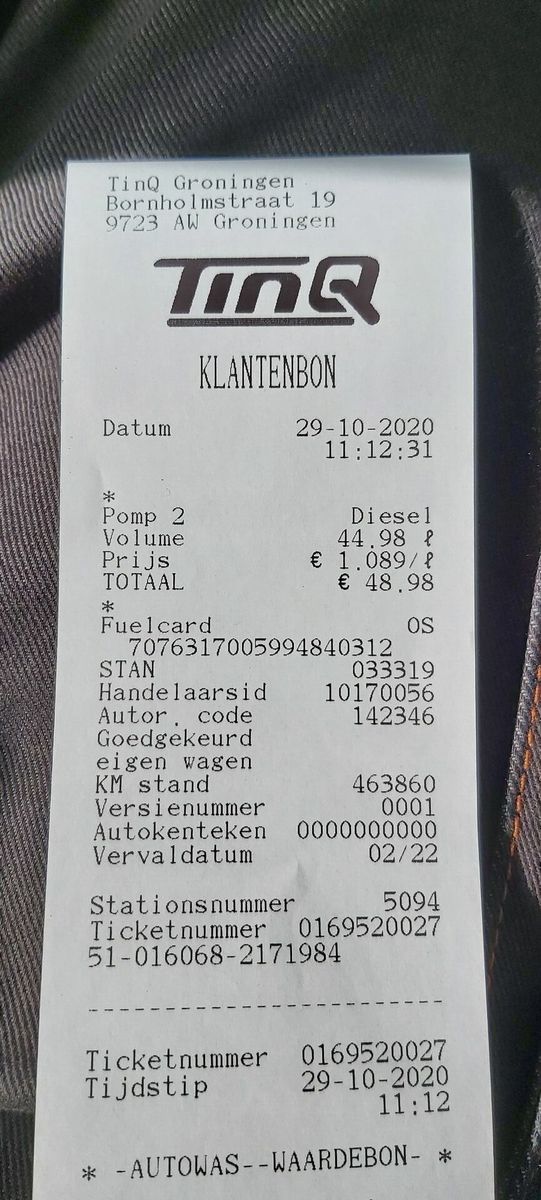 TinQ Groningen
Bornholmstraat 19
9723 AW Groningen
TinQ
KLANTENBON
Datum 29-10-2020
11:12:31
*
Pomp 2 Diesel
Volume 44.98 ℓ
Prijs € 1.089/ℓ
TOTAAL € 48.98
*
Fuelcard OS
7076317005994840312
STAN 033319
Handelaarsid 10170056
Autor. code 142346
Goedgekeurd
eigen wagen
KM stand 463860
Versienummer 0001
Autokenteken 0000000000
Vervaldatum 02/22
Stationsnummer 5094
Ticketnummer 0169520027
51-016068-2171984
------------------------
Ticketnummer 0169520027
Tijdstip 29-10-2020
11:12
* -AUTOWAS--WAARDEBON- *